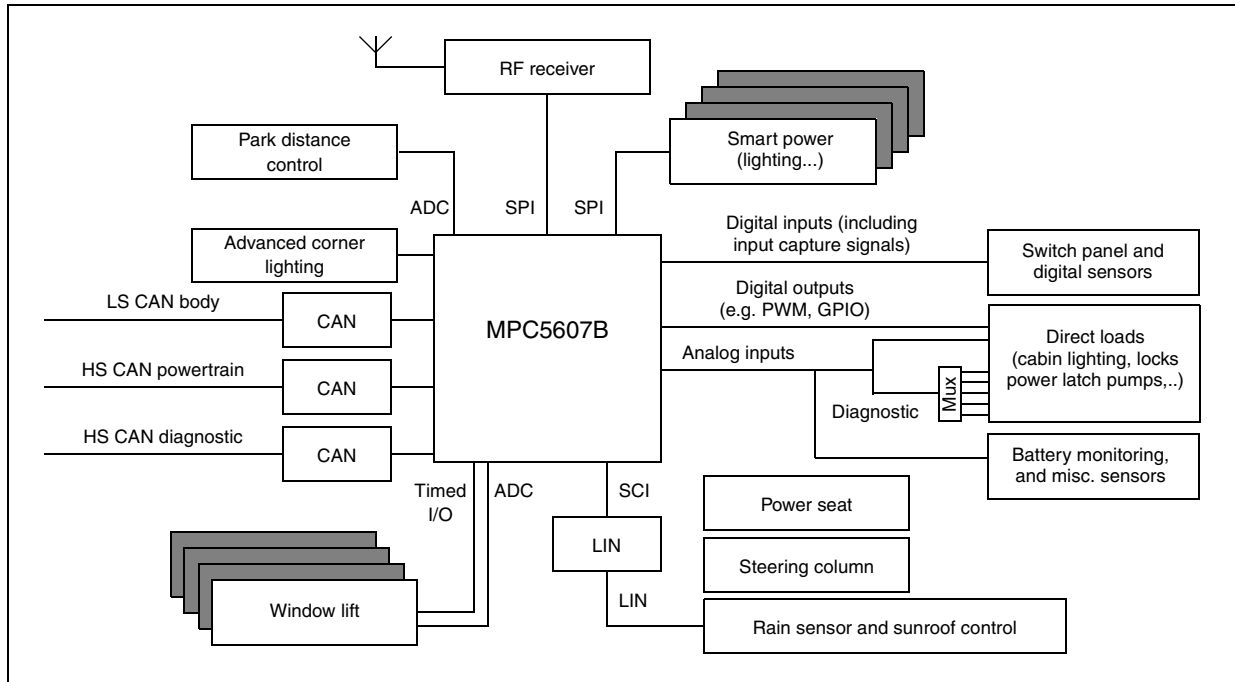 RF receiver
Park distance
control
Smart power
(lighting...)
ADC
SPI
SPI
Digital inputs (including
input capture signals)
Advanced corner
lighting
Switch panel and
digital sensors
LS CAN body
CAN
MPC5607B
Digital outputs
(e.g. PWM, GPIO)
Direct loads
(cabin lighting, locks
power latch pumps,..)
Analog inputs
HS CAN powertrain
CAN
Mux
Diagnostic
HS CAN diagnostic
CAN
Battery monitoring,
and misc. sensors
Timed
I/O
ADC
SCI
Power seat
LIN
Steering column
LIN
Window lift
Rain sensor and sunroof control